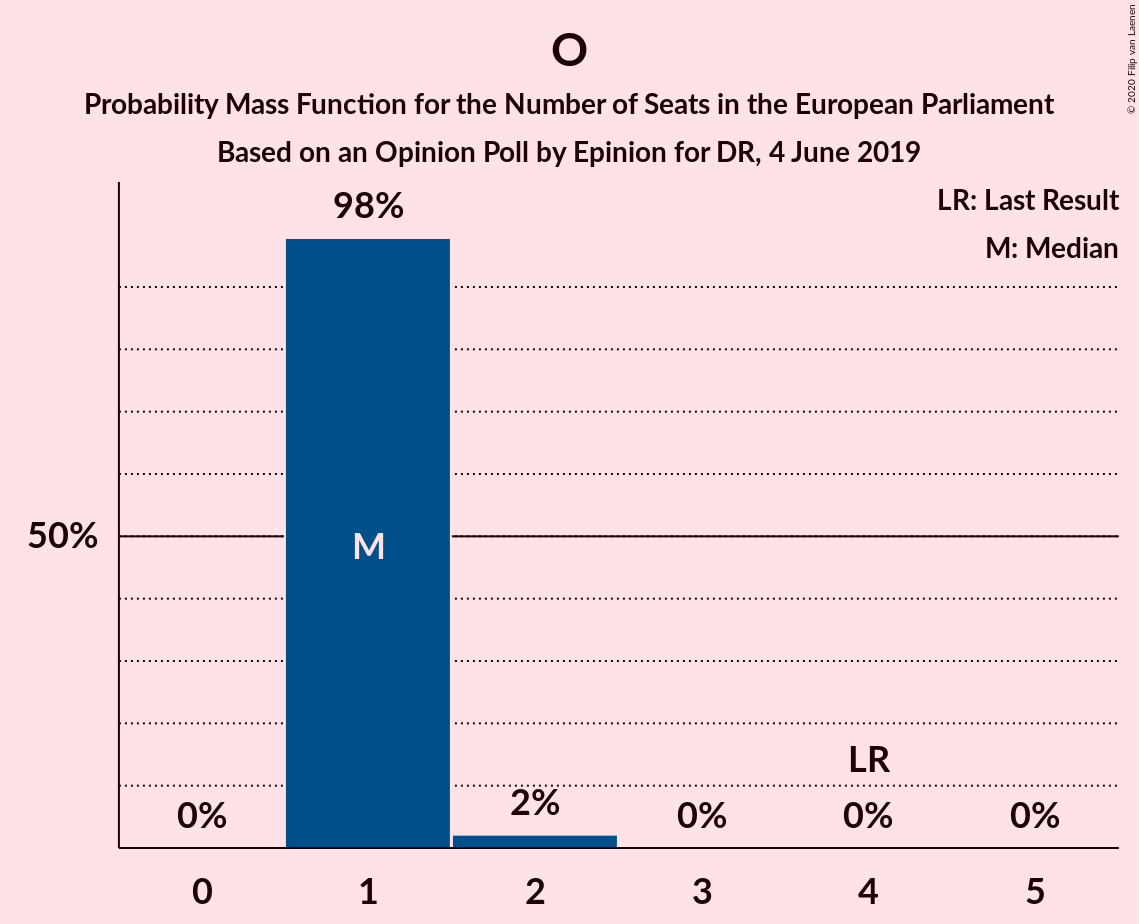 O
Probability Mass Function for the Number of Seats in the European Parliament
Based on an Opinion Poll by Epinion for DR, 4 June 2019
© 2020 Filip van Laenen
LR: Last Result
M: Median
98%
50%
M
LR
0%
2%
0%
0%
0%
0
1
2
3
4
5